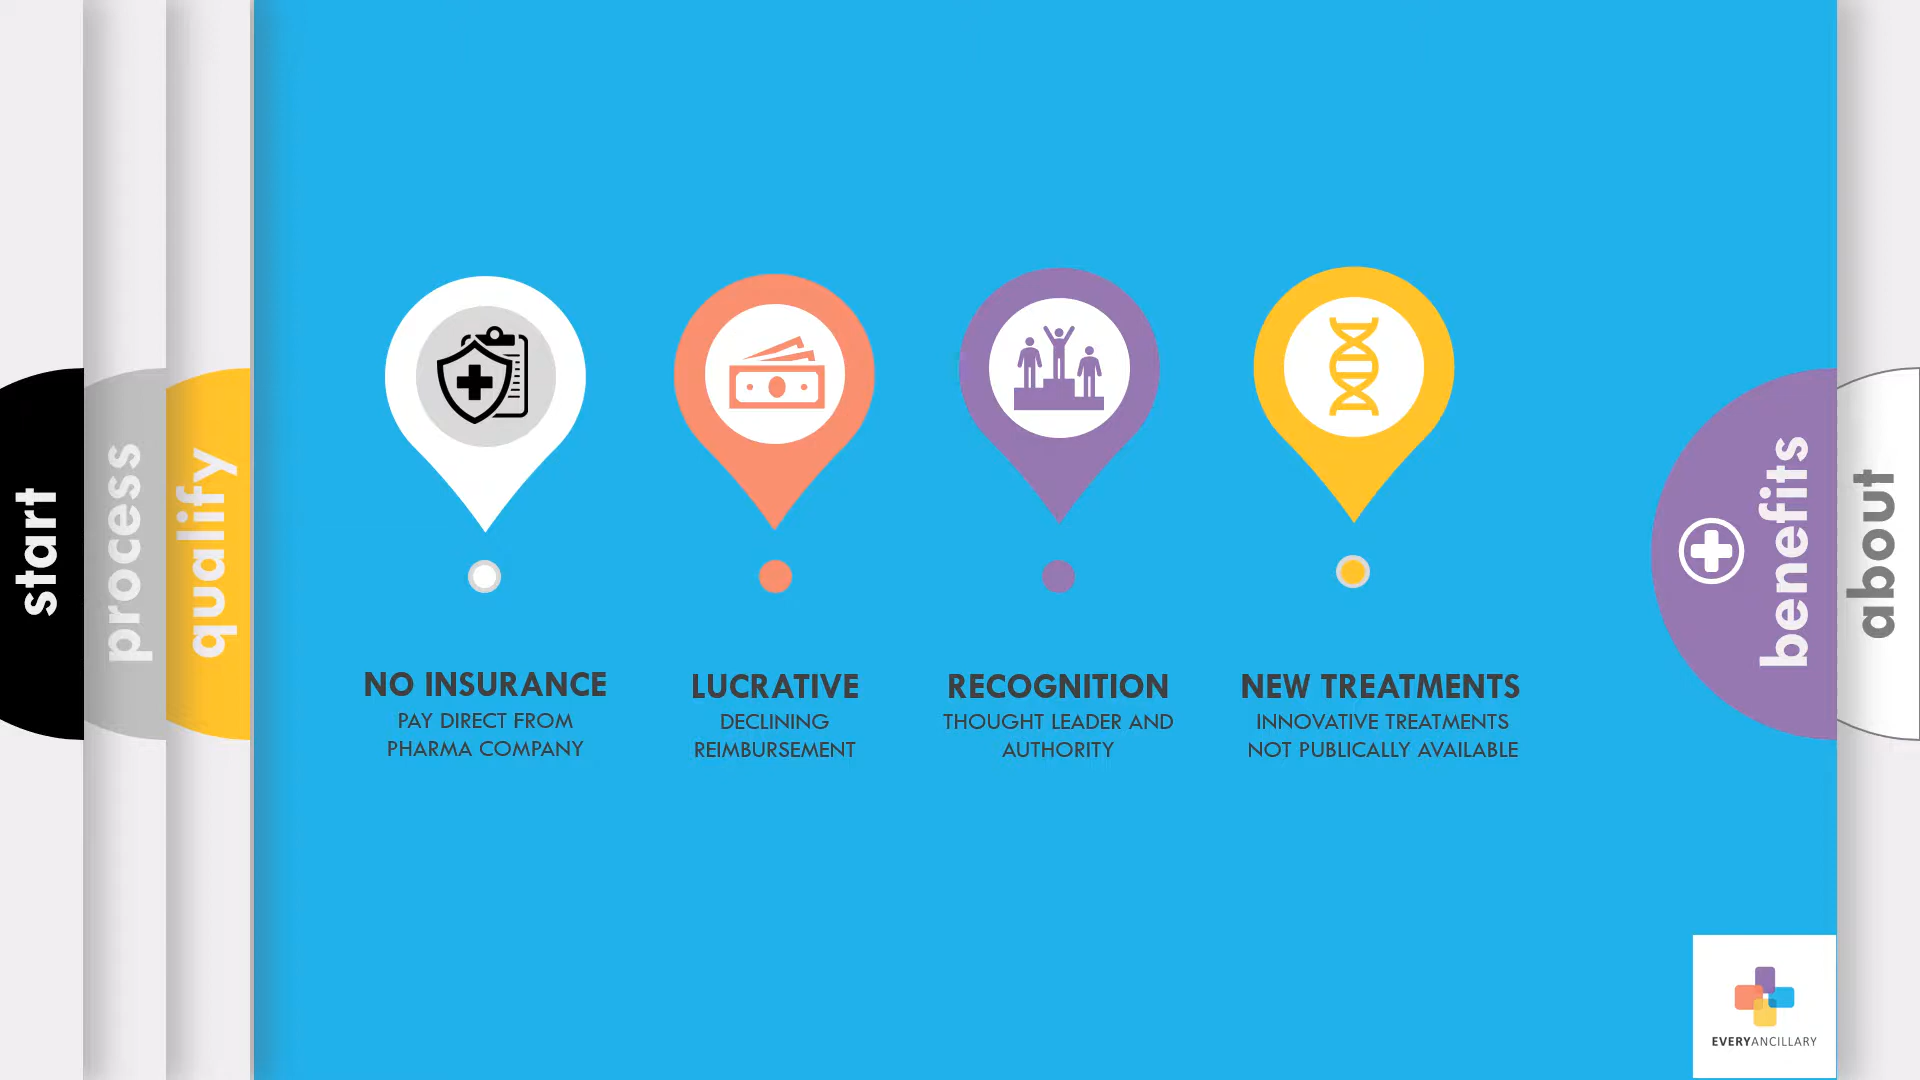 start
process
qualify
NO INSURANCE
PAY DIRECT FROM
PHARMA COMPANY
LUCRATIVE
DECLINING
REIMBURSEMENT
RECOGNITION
THOUGHT LEADER AND
AUTHORITY
NEW TREATMENTS
INNOVATIVE TREATMENTS
NOT PUBLICALLY AVAILABLE
benefits
about
EVERYANCILLARY